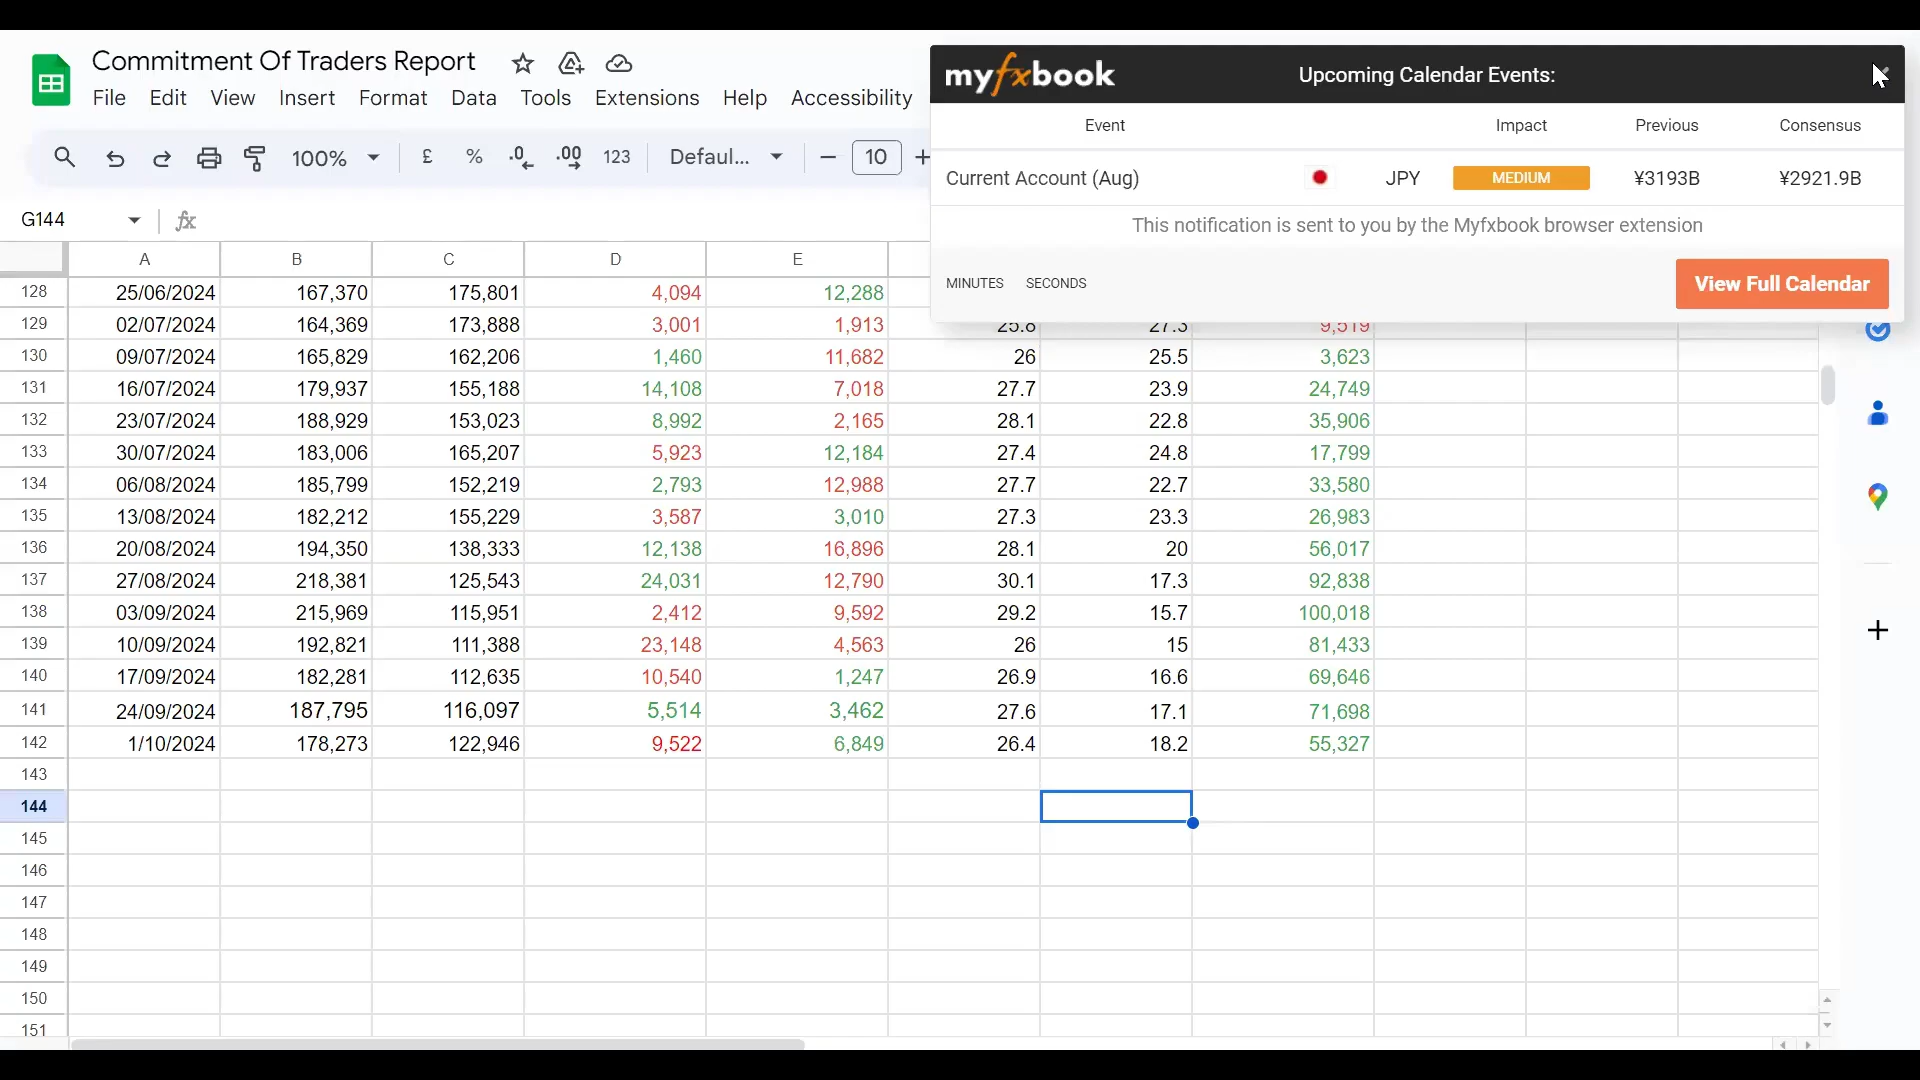 Commitment Of Traders Report
File Edit View Insert Format Data Tools Extensions Help Accessibility
100% £ % .0 .00 123 Defaul... 10
G144 fx
myfxbook Upcoming Calendar Events:
Event Impact Previous Consensus
Current Account (Aug) JPY MEDIUM ¥3193B ¥2921.9B
This notification is sent to you by the Myfxbook browser extension
MINUTES SECONDS View Full Calendar
A B C D E
128 25/06/2024 167,370 175,801 4,094 12,288
129 02/07/2024 164,369 173,888 3,001 1,913 25.8 27.3 9,519
130 09/07/2024 165,829 162,206 1,460 11,682 26 25.5 3,623
131 16/07/2024 179,937 155,188 14,108 7,018 27.7 23.9 24,749
132 23/07/2024 188,929 153,023 8,992 2,165 28.1 22.8 35,906
133 30/07/2024 183,006 165,207 5,923 12,184 27.4 24.8 17,799
134 06/08/2024 185,799 152,219 2,793 12,988 27.7 22.7 33,580
135 13/08/2024 182,212 155,229 3,587 3,010 27.3 23.3 26,983
136 20/08/2024 194,350 138,333 12,138 16,896 28.1 20 56,017
137 27/08/2024 218,381 125,543 24,031 12,790 30.1 17.3 92,838
138 03/09/2024 215,969 115,951 2,412 9,592 29.2 15.7 100,018
139 10/09/2024 192,821 111,388 23,148 4,563 26 15 81,433
140 17/09/2024 182,281 112,635 10,540 1,247 26.9 16.6 69,646
141 24/09/2024 187,795 116,097 5,514 3,462 27.6 17.1 71,698
142 1/10/2024 178,273 122,946 9,522 6,849 26.4 18.2 55,327
143
144
145
146
147
148
149
150
151